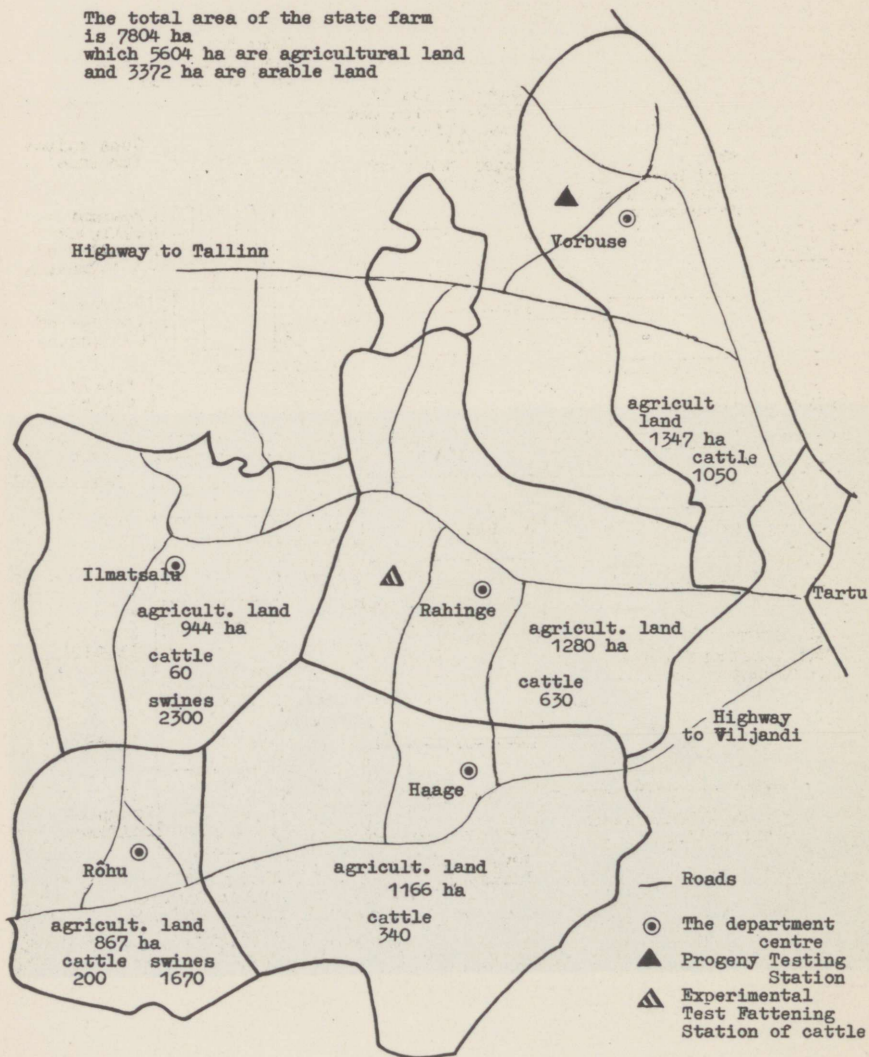 The total area of the state farm
is 7804 ha
which 5604 ha are agricultural land
and 3372 ha are arable land
Vorbuse
Highway to Tallinn
agricult
land
1347 ha
cattle
1050
Ilmatsalu
agricult. land
944 ha
cattle
60
swines
2300
Rahinge
agricult. land
1280 ha
cattle
630
Tartu
Highway
to Viljandi
Haage
Rõhu
agricult. land
1166 ha
cattle
340
agricult. land
867 ha
cattle swines
200 1670
Roads
The department
centre
Progeny Testing
Station
Experimental
Test Fattening
Station of cattle